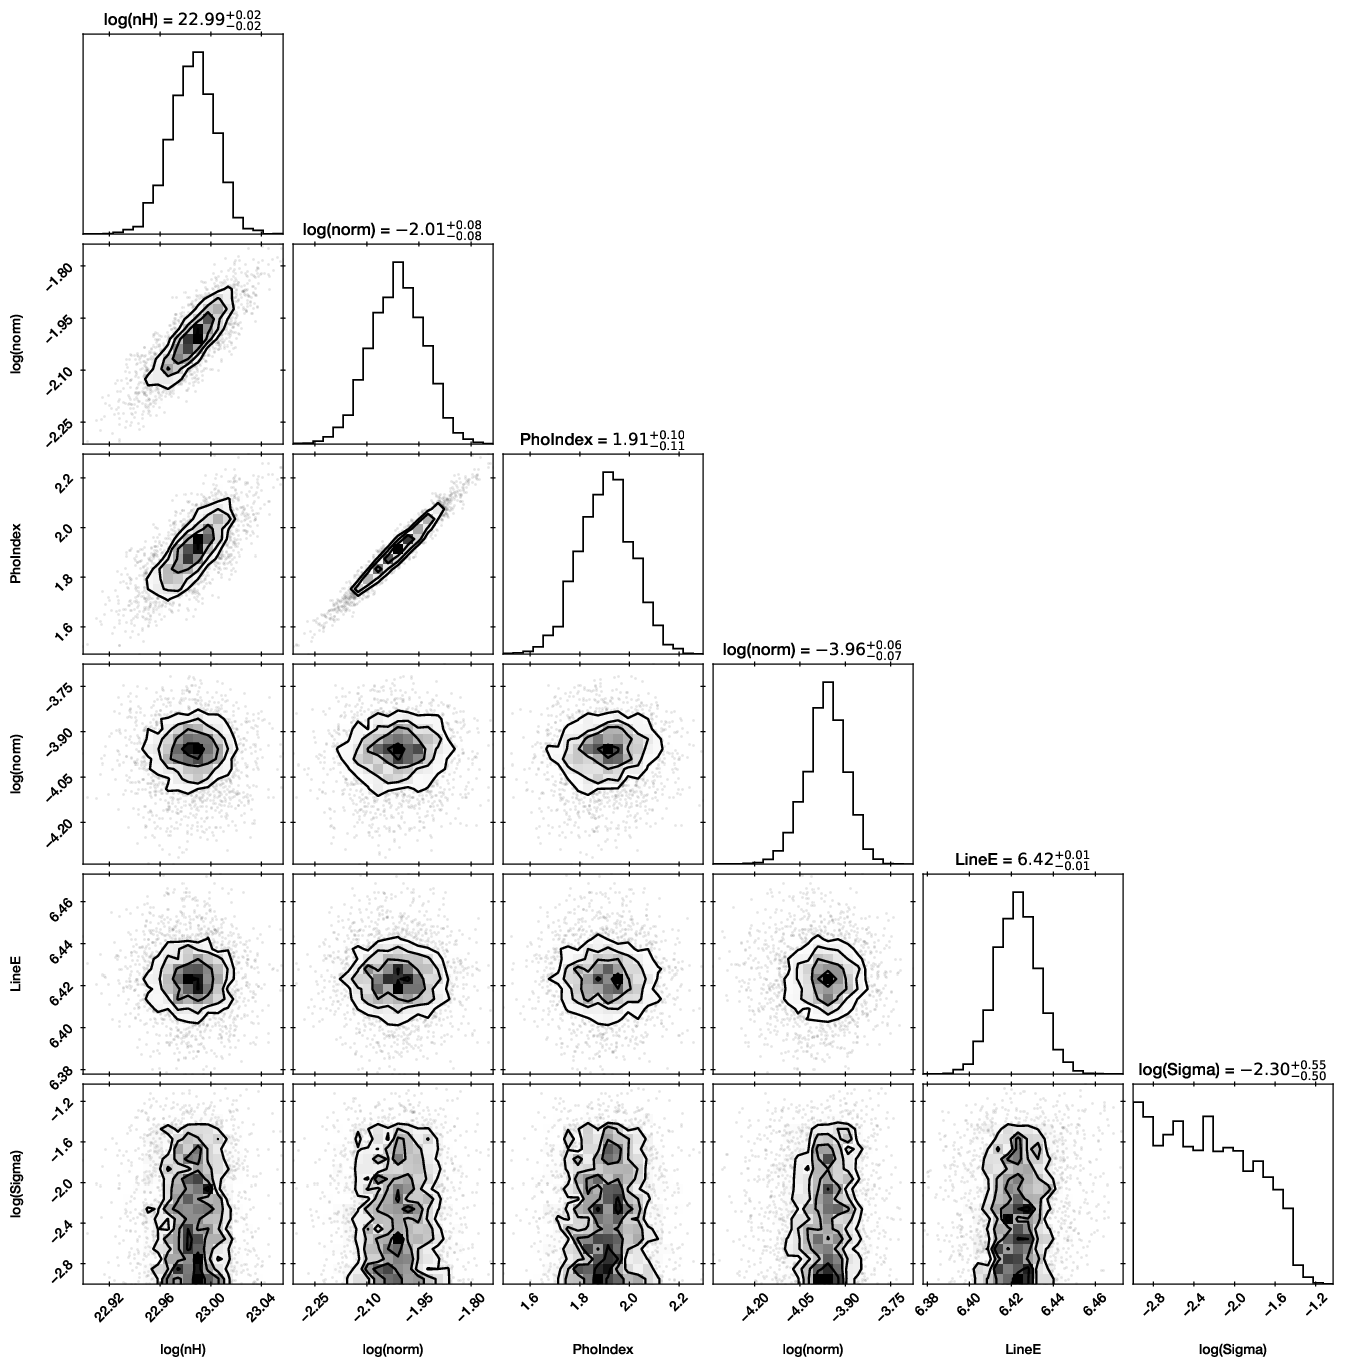 log(nH) = 22.99+0.02−0.02
log(norm) = −2.01+0.08−0.08
−1.80
−1.95
−2.10
−2.25
log(norm)
PhoIndex = 1.91+0.10−0.11
2.2
2.0
1.8
1.6
PhoIndex
log(norm) = −3.96+0.06−0.07
−3.75
−3.90
−4.05
−4.20
log(norm)
LineE = 6.42+0.01−0.01
6.46
6.44
6.42
6.40
6.38
LineE
log(Sigma) = −2.30+0.55−0.50
−1.2
−1.6
−2.0
−2.4
−2.8
log(Sigma)
22.92 22.96 23.00 23.04 −2.25 −2.10 −1.95 −1.80 1.6 1.8 2.0 2.2 −4.20 −4.05 −3.90 −3.75 6.38 6.40 6.42 6.44 6.46 −2.8 −2.4 −2.0 −1.6 −1.2
log(nH) log(norm) PhoIndex log(norm) LineE log(Sigma)